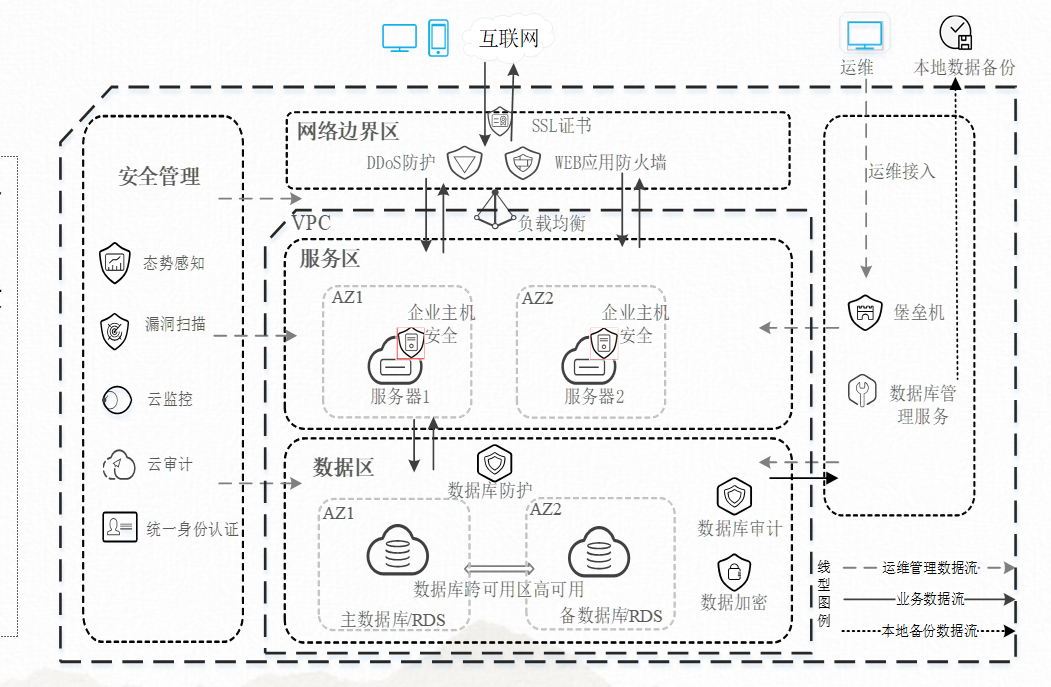 互联网
运维
本地数据备份
网络边界区
SSL证书
DDoS防护
WEB应用防火墙
安全管理
运维接入
VPC
负载均衡
服务区
态势感知
漏洞扫描
云监控
云审计
统一身份认证
AZ1
企业主机
安全
服务器1
AZ2
企业主机
安全
服务器2
堡垒机
数据库管
理服务
数据区
数据库防护
AZ1
AZ2
数据库跨可用区高可用
主数据库/RDS
备数据库/RDS
数据库审计
数据加密
线型图例
运维管理数据流
业务数据流
本地备份数据流